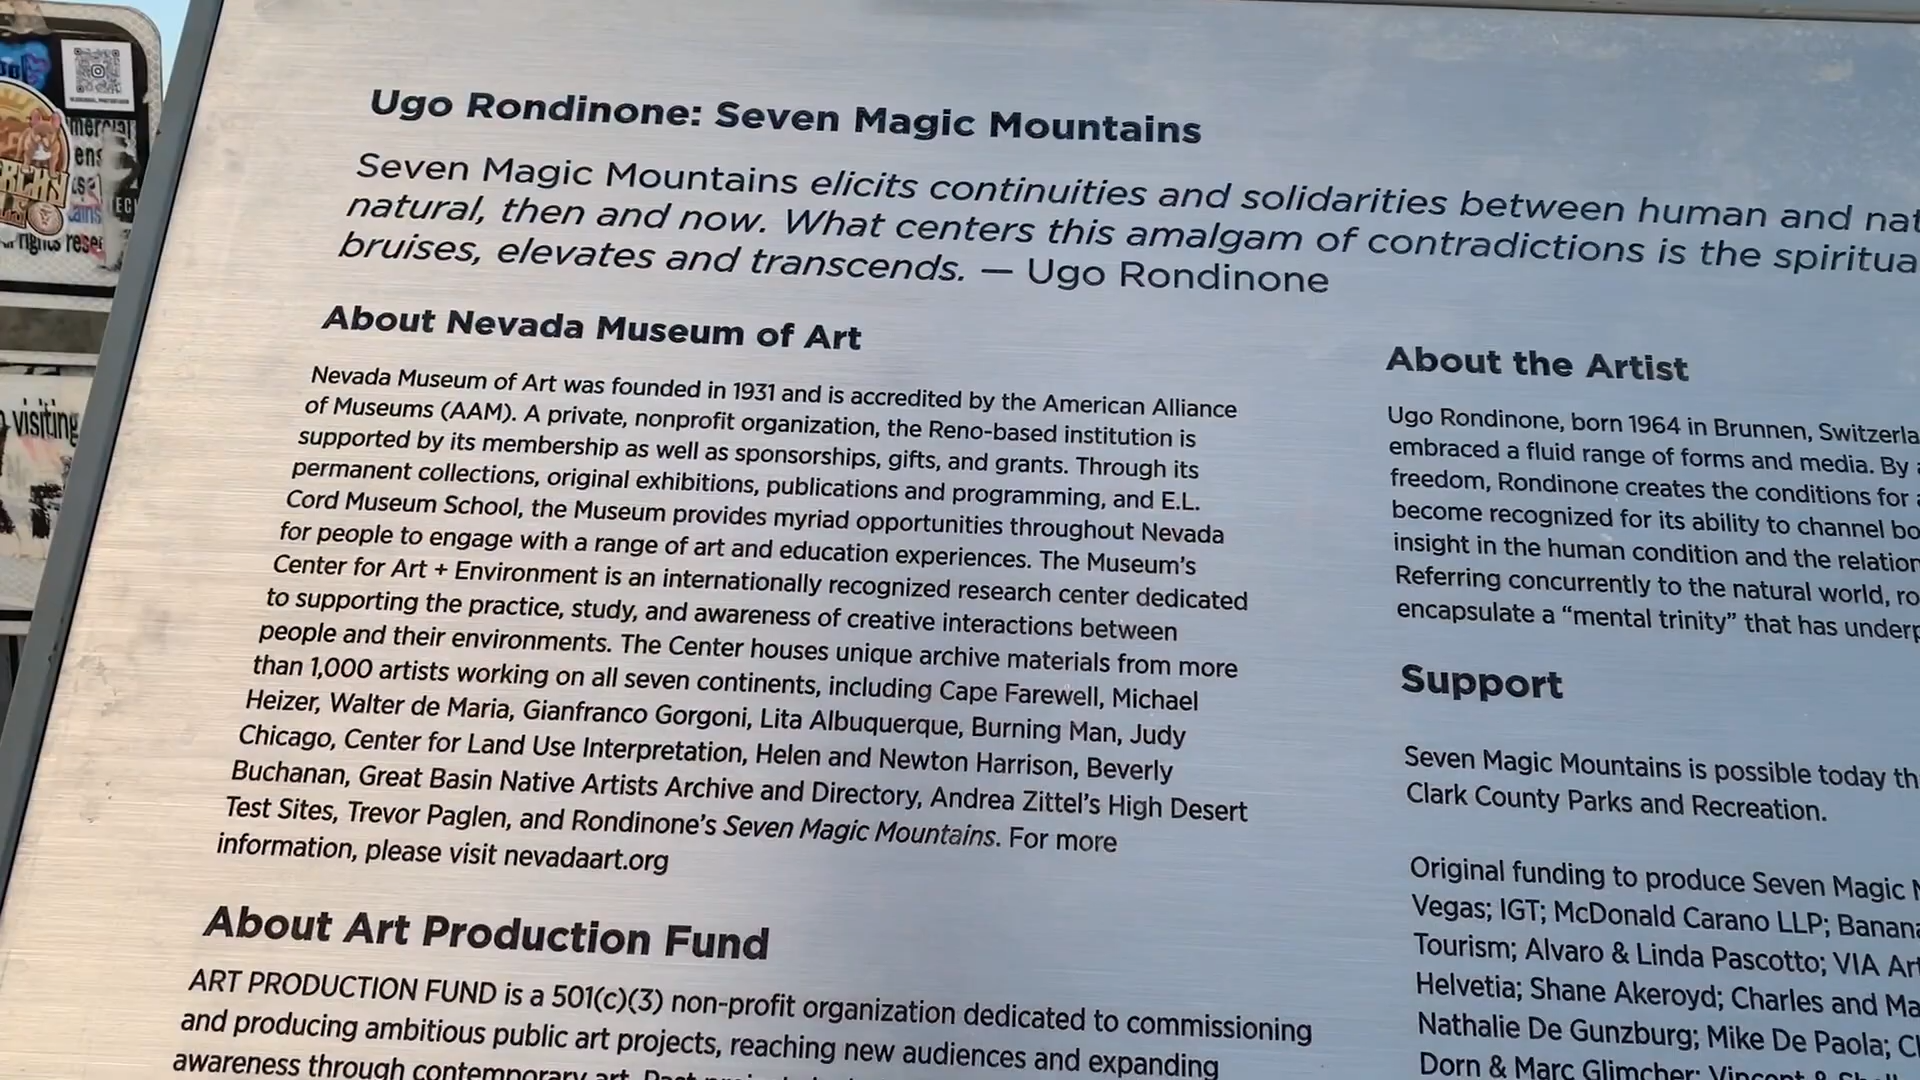 Ugo Rondinone: Seven Magic Mountains
Seven Magic Mountains elicits continuities and solidarities between human and nat
natural, then and now. What centers this amalgam of contradictions is the spiritua
bruises, elevates and transcends. — Ugo Rondinone
About Nevada Museum of Art
Nevada Museum of Art was founded in 1931 and is accredited by the American Alliance
of Museums (AAM). A private, nonprofit organization, the Reno-based institution is
supported by its membership as well as sponsorships, gifts, and grants. Through its
permanent collections, original exhibitions, publications and programming, and E.L.
Cord Museum School, the Museum provides myriad opportunities throughout Nevada
for people to engage with a range of art and education experiences. The Museum's
Center for Art + Environment is an internationally recognized research center dedicated
to supporting the practice, study, and awareness of creative interactions between
people and their environments. The Center houses unique archive materials from more
than 1,000 artists working on all seven continents, including Cape Farewell, Michael
Heizer, Walter de Maria, Gianfranco Gorgoni, Lita Albuquerque, Burning Man, Judy
Chicago, Center for Land Use Interpretation, Helen and Newton Harrison, Beverly
Buchanan, Great Basin Native Artists Archive and Directory, Andrea Zittel's High Desert
Test Sites, Trevor Paglen, and Rondinone's Seven Magic Mountains. For more
information, please visit nevadaart.org
About Art Production Fund
ART PRODUCTION FUND is a 501(c)(3) non-profit organization dedicated to commissioning
and producing ambitious public art projects, reaching new audiences and expanding
awareness through contemporary art.
About the Artist
Ugo Rondinone, born 1964 in Brunnen, Switzerla
embraced a fluid range of forms and media. By
freedom, Rondinone creates the conditions for
become recognized for its ability to channel bo
insight in the human condition and the relation
Referring concurrently to the natural world, ro
encapsulate a “mental trinity” that has underp
Support
Seven Magic Mountains is possible today th
Clark County Parks and Recreation.
Original funding to produce Seven Magic
Vegas; IGT; McDonald Carano LLP; Banana
Tourism; Alvaro & Linda Pascotto; VIA Art
Helvetia; Shane Akeroyd; Charles and Ma
Nathalie De Gunzburg; Mike De Paola; Cl
Dorn & Marc Glimcher; Vincent &
visiting